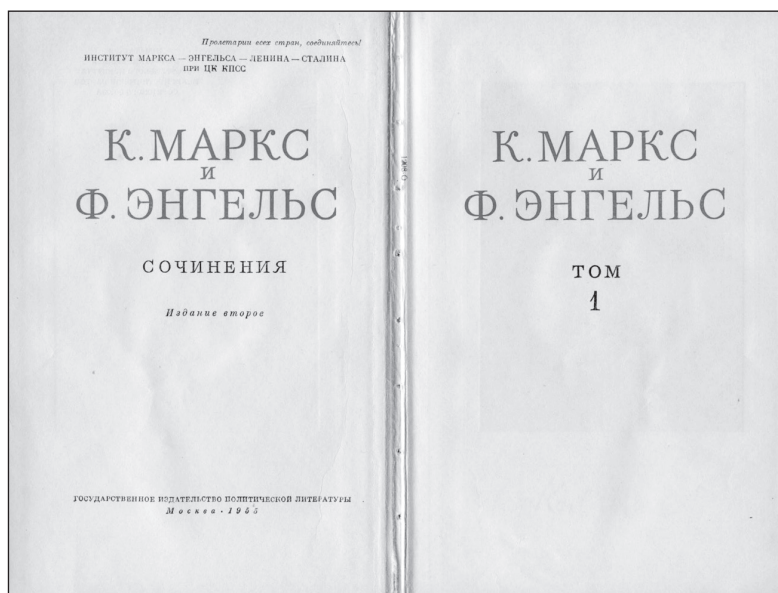 Пролетарии всех стран, соединяйтесь!
ИНСТИТУТ МАРКСА — ЭНГЕЛЬСА — ЛЕНИНА — СТАЛИНА
ПРИ ЦК КПСС
К. МАРКС
И
Ф. ЭНГЕЛЬС
СОЧИНЕНИЯ
Издание второе
ГОСУДАРСТВЕННОЕ ИЗДАТЕЛЬСТВО ПОЛИТИЧЕСКОЙ ЛИТЕРАТУРЫ
Москва · 1955
К. МАРКС
И
Ф. ЭНГЕЛЬС
ТОМ
1